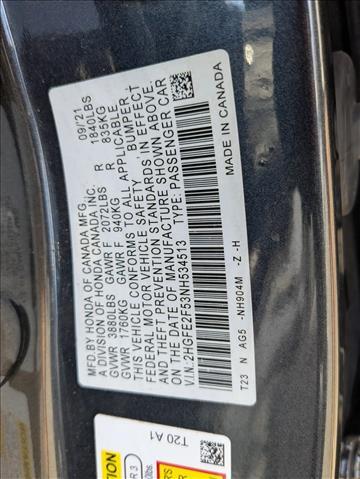 MFD.BY HONDA OF CANADA MFG.
A DIVISION OF HONDA CANADA INC. 09/'21
GVWR 3880LBS GAWR F 2072LBS R 1840LBS
GVWR 1760KG GAWR F 940KG R 835KG
THIS VEHICLE CONFORMS TO ALL APPLICABLE
FEDERAL MOTOR VEHICLE SAFETY, BUMPER,
AND THEFT PREVENTION STANDARDS IN EFFECT
ON THE DATE OF MANUFACTURE SHOWN ABOVE.
V.I.N.:2HGFE2F53NH534513 TYPE: PASSENGER CAR
T23 N AG5 -NH904M -Z -H MADE IN CANADA
T20 A1